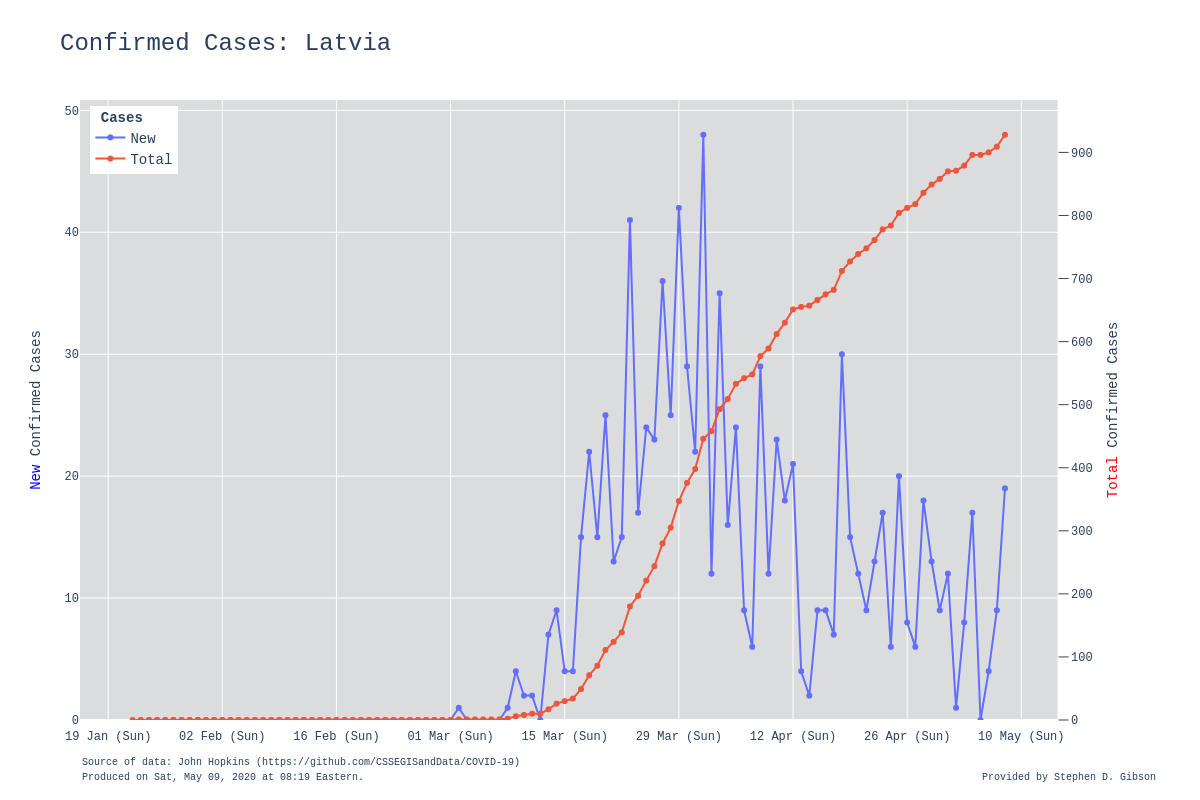 Confirmed Cases: Latvia
Cases
New
Total
50
40
30
20
10
0
New Confirmed Cases
900
800
700
600
500
400
300
200
100
0
Total Confirmed Cases
19 Jan (Sun) 02 Feb (Sun) 16 Feb (Sun) 01 Mar (Sun) 15 Mar (Sun) 29 Mar (Sun) 12 Apr (Sun) 26 Apr (Sun) 10 May (Sun)
Source of data: John Hopkins (https://github.com/CSSEGISandData/COVID-19)
Produced on Sat, May 09, 2020 at 08:19 Eastern.
Provided by Stephen D. Gibson